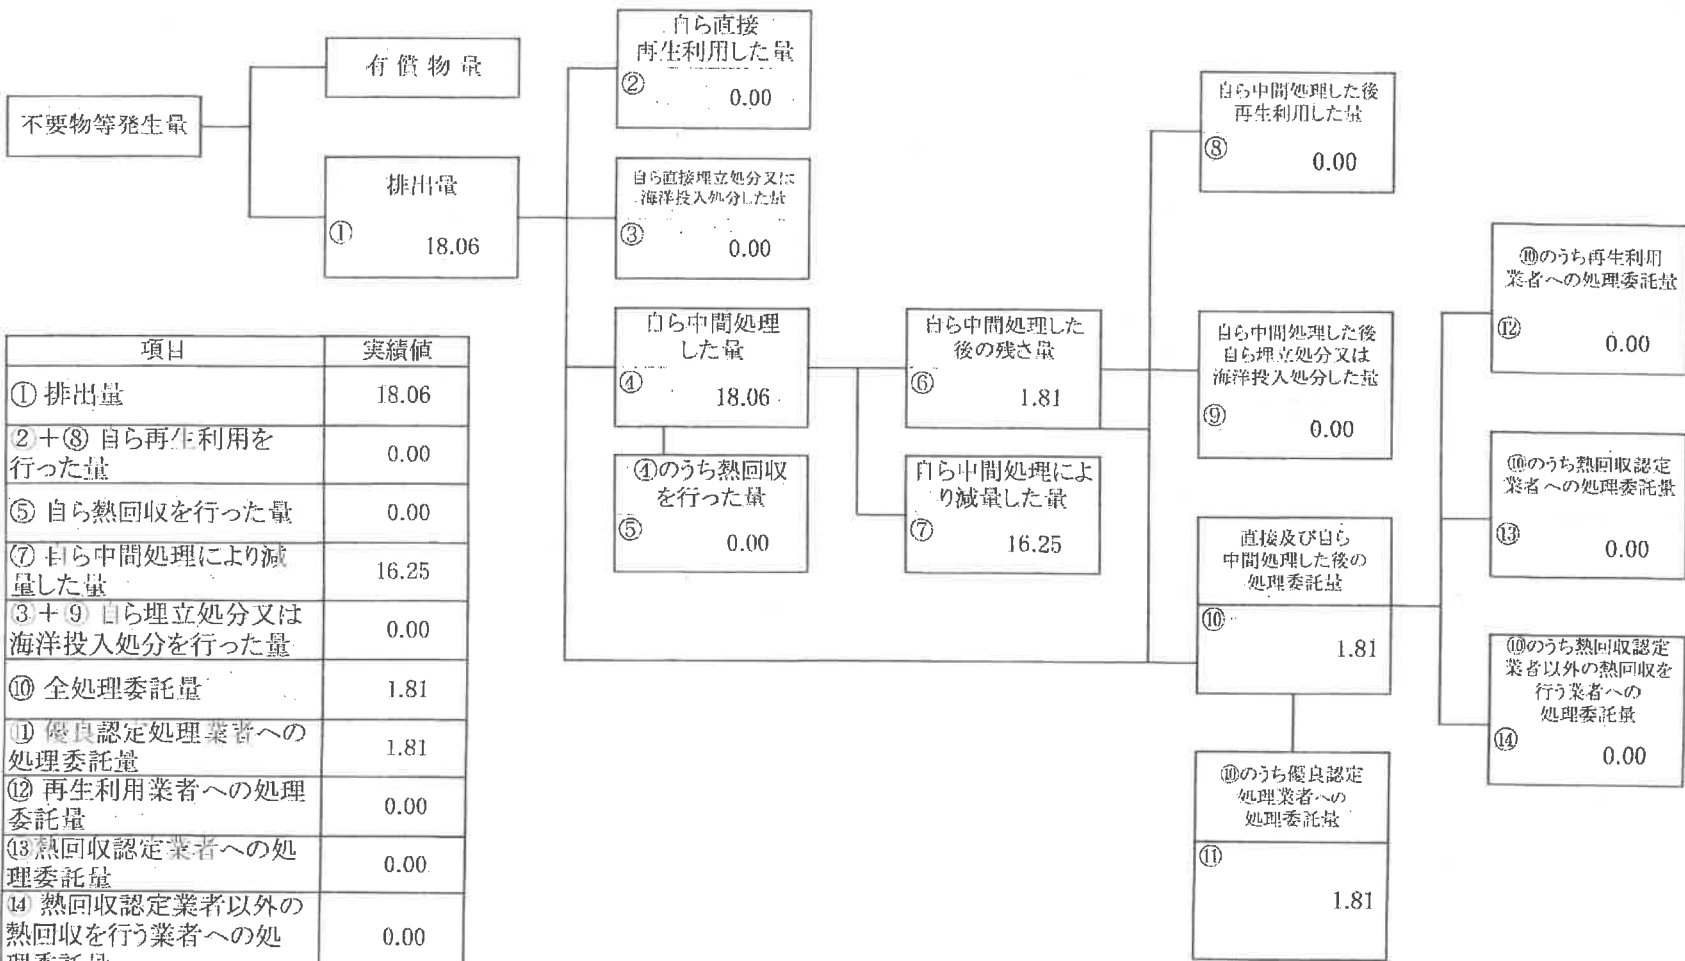 不要物等発生量
有償物量
排出量
①
18.06
自ら直接
再生利用した量
②
0.00
自ら直接埋立処分又は
海洋投入処分した量
③
0.00
自ら中間処理
した量
④
18.06
④のうち熱回収
を行った量
⑤
0.00
自ら中間処理した
後の残さ量
⑥
1.81
自ら中間処理によ
り減量した量
⑦
16.25
自ら中間処理した後
再生利用した量
⑧
0.00
自ら中間処理した後
自ら埋立処分又は
海洋投入処分した量
⑨
0.00
直接及び自ら
中間処理した後の
処理委託量
⑩
1.81
⑩のうち優良認定
処理業者への
処理委託量
⑪
1.81
⑩のうち再生利用
業者への処理委託量
⑫
0.00
⑩のうち熱回収認定
業者への処理委託量
⑬
0.00
⑩のうち熱回収認定
業者以外の熱回収を
行う業者への
処理委託量
⑭
0.00
項目 実績値
① 排出量 18.06
②+⑧ 自ら再生利用を
行った量 0.00
⑤ 自ら熱回収を行った量 0.00
⑦ 自ら中間処理により減
量した量 16.25
③+⑨ 自ら埋立処分又は
海洋投入処分を行った量 0.00
⑩ 全処理委託量 1.81
⑪ 優良認定処理業者への
処理委託量 1.81
⑫ 再生利用業者への処理
委託量 0.00
⑬熱回収認定業者への処
理委託量 0.00
⑭ 熱回収認定業者以外の
熱回収を行う業者への処
理委託量 0.00